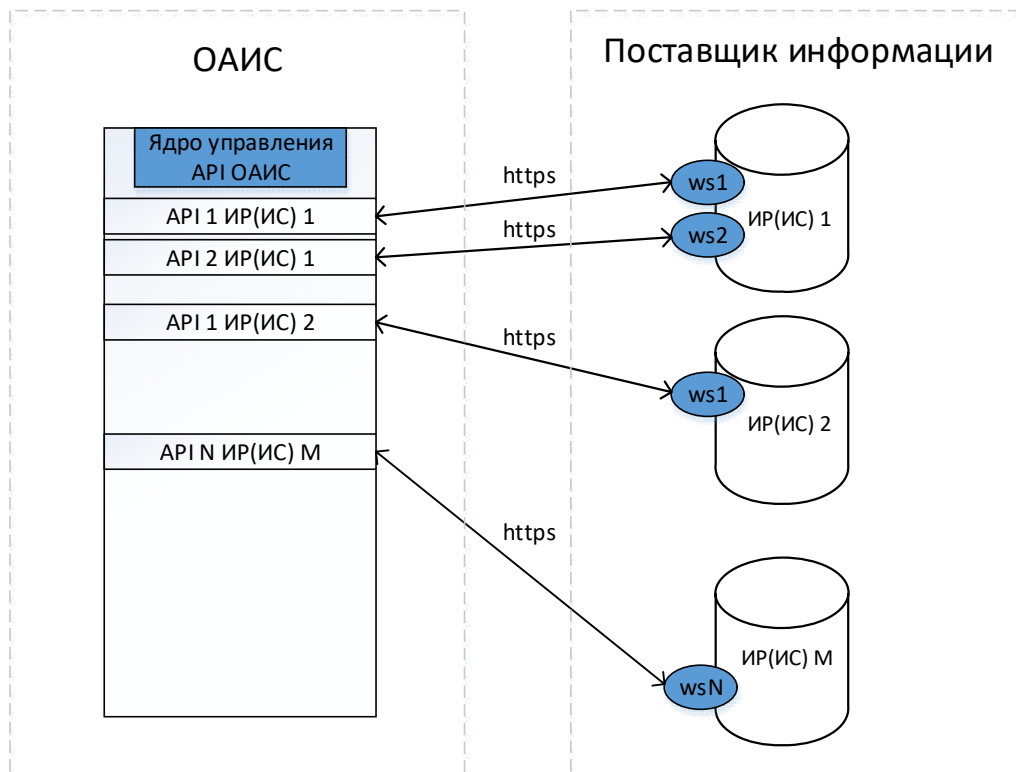 ОАИС
Поставщик информации
Ядро управления
API ОАИС
API 1 ИР(ИС) 1
API 2 ИР(ИС) 1
API 1 ИР(ИС) 2
API N ИР(ИС) M
https
https
https
https
ws1
ws2
ИР(ИС) 1
ws1
ИР(ИС) 2
ИР(ИС) M
wsN